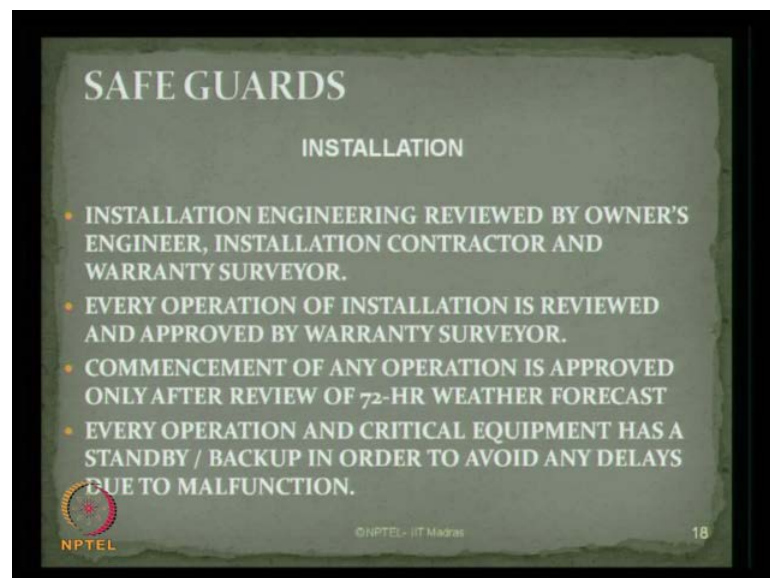 SAFE GUARDS
INSTALLATION
• INSTALLATION ENGINEERING REVIEWED BY OWNER'S
ENGINEER, INSTALLATION CONTRACTOR AND
WARRANTY SURVEYOR.
• EVERY OPERATION OF INSTALLATION IS REVIEWED
AND APPROVED BY WARRANTY SURVEYOR.
• COMMENCEMENT OF ANY OPERATION IS APPROVED
ONLY AFTER REVIEW OF 72-HR WEATHER FORECAST
• EVERY OPERATION AND CRITICAL EQUIPMENT HAS A
STANDBY / BACKUP IN ORDER TO AVOID ANY DELAYS
DUE TO MALFUNCTION.
©NPTEL- IIT Madras
18
NPTEL